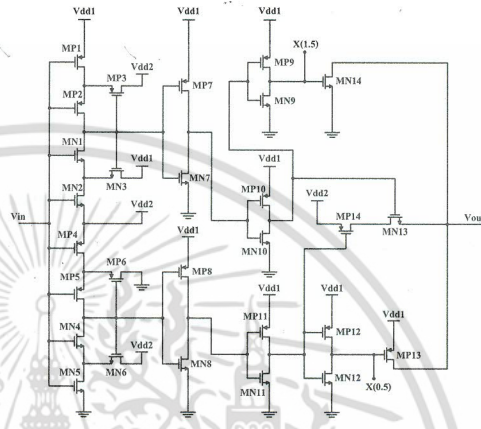 Vdd1 Vdd1 Vdd1
X(1.5)
MP1
MP3 Vdd2
MP9
MN14
MP2
MP7
MN9
MN1
Vdd1
MN3
Vdd1
MN7
MN2
MP10
Vdd2
MP14
Vin
Vdd2
MN13
Vou
MN10
MP4
MP6
Vdd1
MP5
MP8
Vdd1
Vdd1
MN4
MP11
MP12
Vdd1
Vdd2
MP13
MN6
MN8
MN5
MN11
MN12
X(0.5)